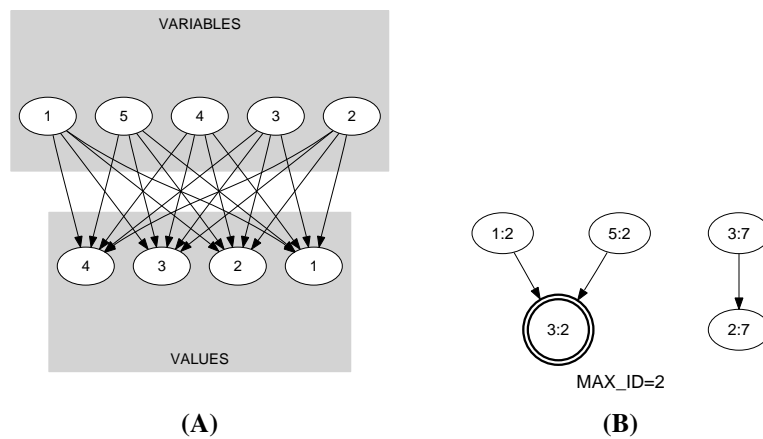 VARIABLES
1 5 4 3 2
4 3 2 1
VALUES
(A)
1:2 5:2 3:7
3:2 2:7
MAX_ID=2
(B)